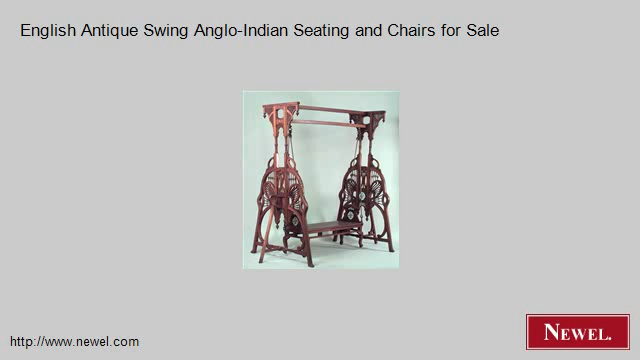 English Antique Swing Anglo-Indian Seating and Chairs for Sale
http://www.newel.com
NEWEL.